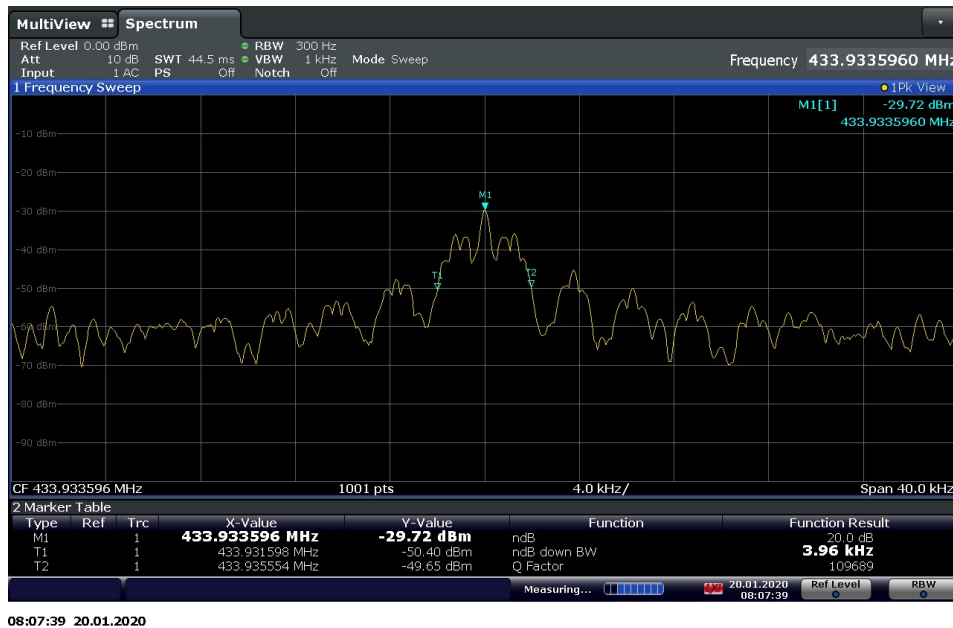 MultiView Spectrum
Ref Level 0.00 dBm RBW 300 Hz
Att 10 dB SWT 44.5 ms VBW 1 kHz Mode Sweep Frequency 433.9335960 MHz
Input 1 AC PS Off Notch Off
1 Frequency Sweep 1Pk View
M1[1] -29.72 dBm
433.9335960 MHz
-10 dBm
-20 dBm
M1
-30 dBm
-40 dBm
T1 T2
-50 dBm
-60 dBm
-70 dBm
-80 dBm
-90 dBm
CF 433.933596 MHz 1001 pts 4.0 kHz/ Span 40.0 kHz
2 Marker Table
Type Ref Trc X-Value Y-Value Function Function Result
M1 1 433.933596 MHz -29.72 dBm ndB 20.0 dB
T1 1 433.931598 MHz -50.40 dBm ndB down BW 3.96 kHz
T2 1 433.935554 MHz -49.65 dBm Q Factor 109689
Measuring... 20.01.2020 Ref Level RBW
08:07:39
08:07:39 20.01.2020